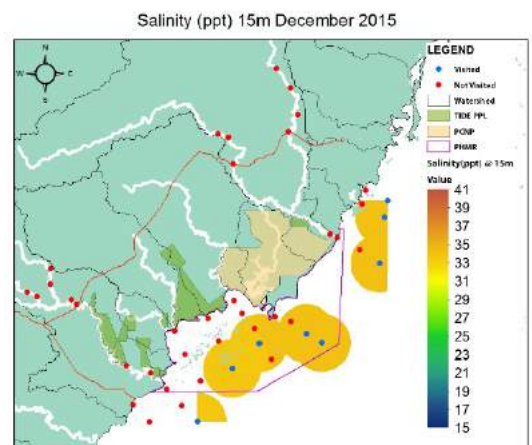 Salinity (ppt) 15m December 2015
N
W E
S
LEGEND
Visited
Not Visited
Watershed
TIDE PPL
PCNP
PHMR
Salinity(ppt) @ 15m
Value
41
39
37
35
33
31
29
27
25
23
21
19
17
15